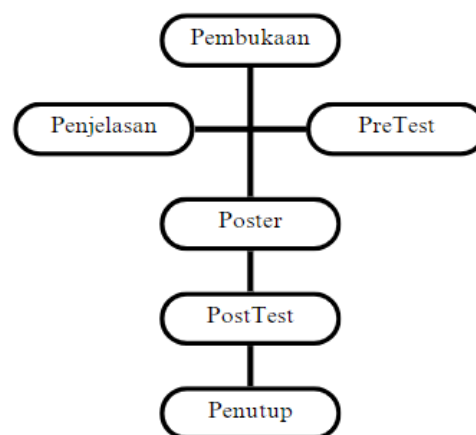 Pembukaan
Penjelasan
PreTest
Poster
PostTest
Penutup